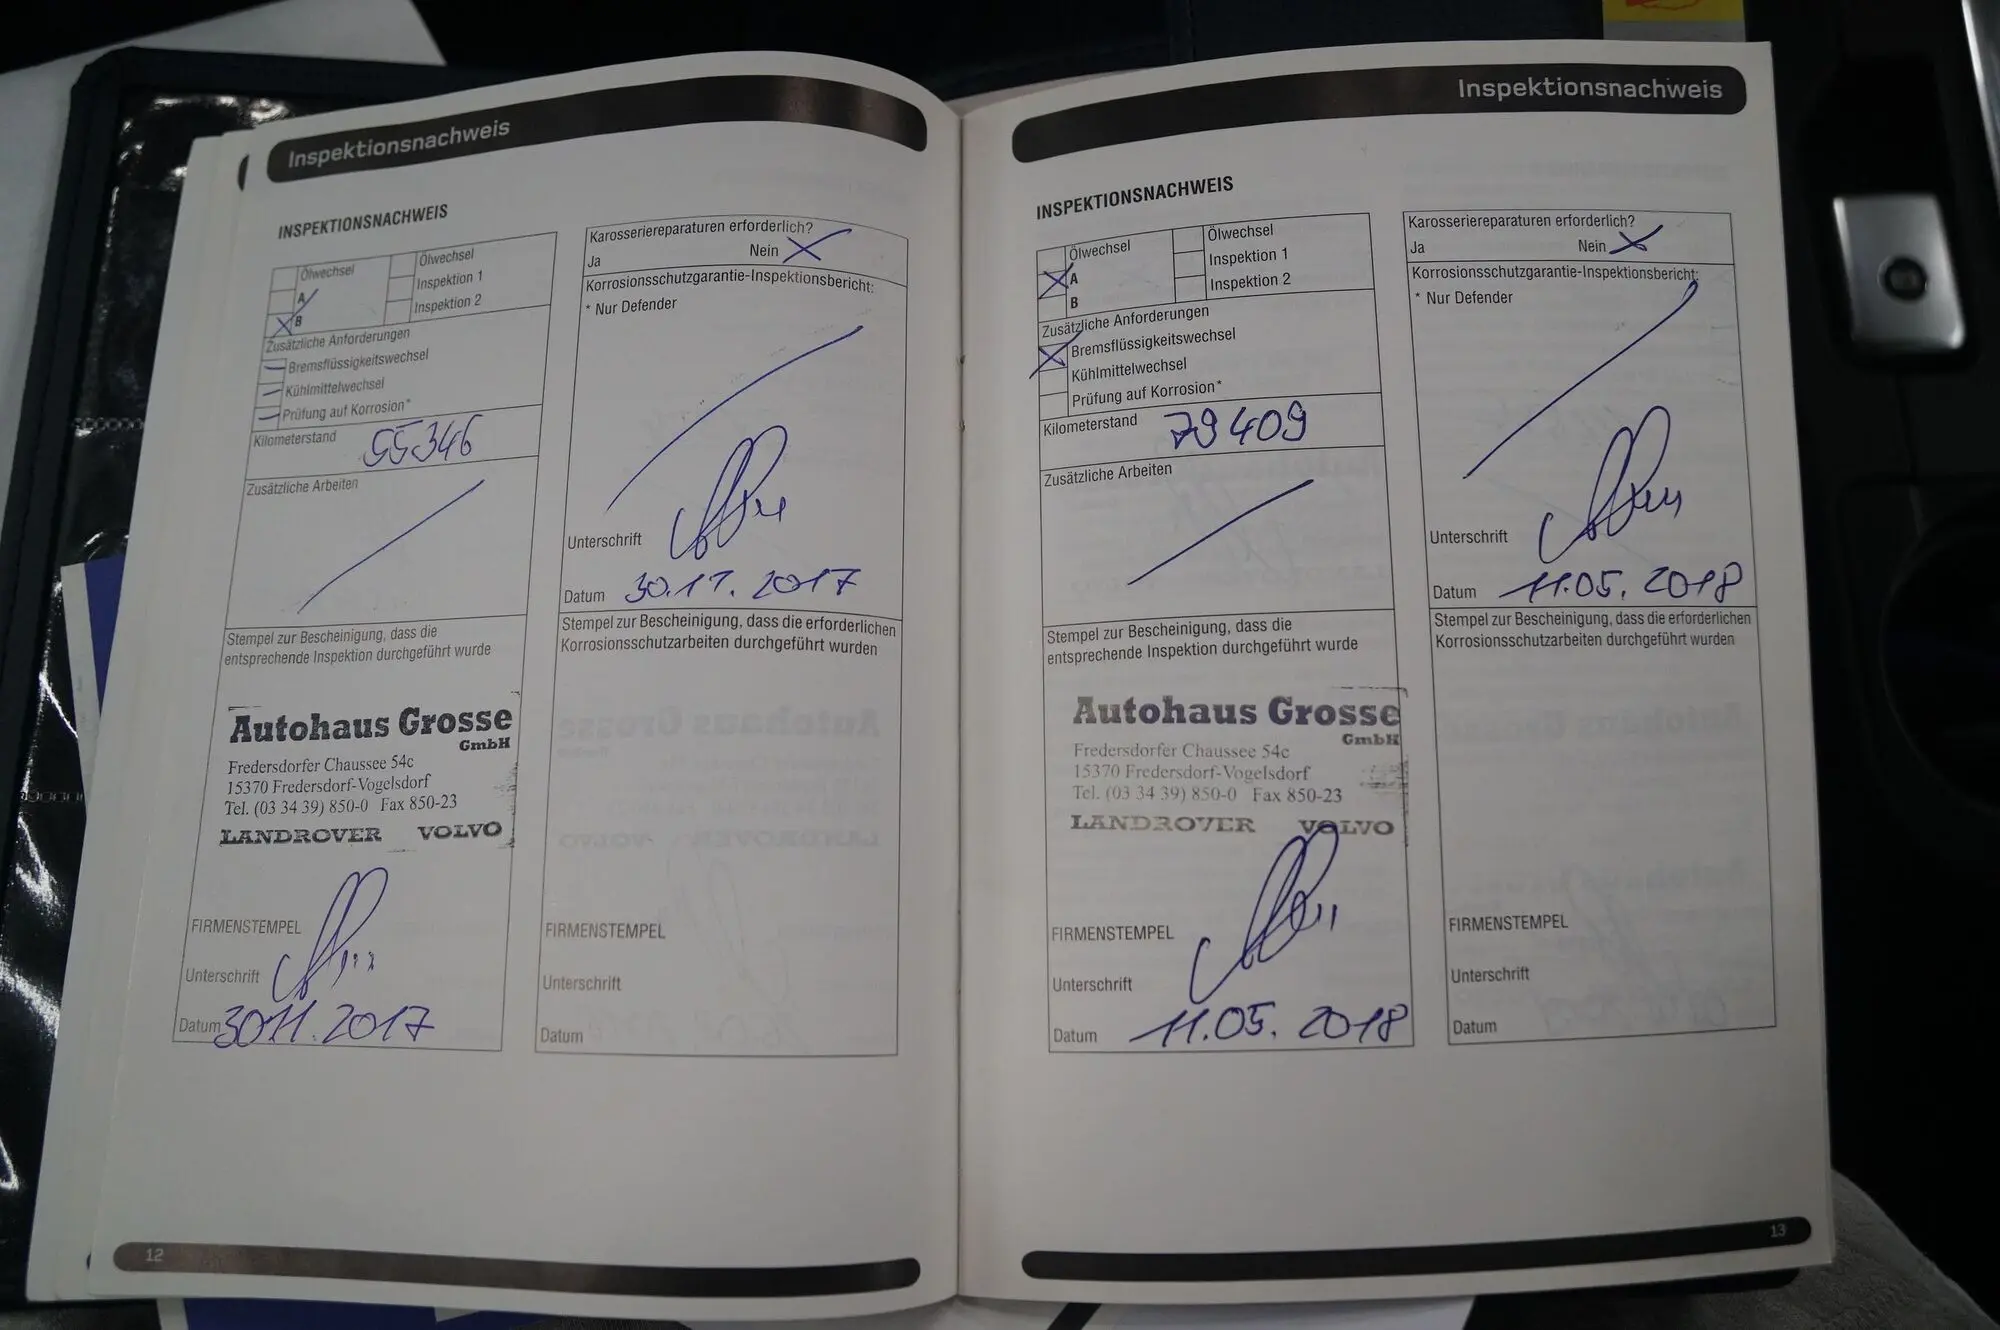 Inspektionsnachweis
INSPEKTIONSNACHWEIS
Ölwechsel
A
B
Ölwechsel
Inspektion 1
Inspektion 2
Zusätzliche Anforderungen
Bremsflüssigkeitswechsel
Kühlmittelwechsel
Prüfung auf Korrosion*
Kilometerstand 55346
Zusätzliche Arbeiten
Stempel zur Bescheinigung, dass die
entsprechende Inspektion durchgeführt wurde
Autohaus Grosse
GmbH
Fredersdorfer Chaussee 54c
15370 Fredersdorf-Vogelsdorf
Tel. (03 34 39) 850-0 Fax 850-23
LANDROVER VOLVO
FIRMENSTEMPEL
Unterschrift
Datum 30.11.2017
Karosseriereparaturen erforderlich?
Ja Nein
Korrosionsschutzgarantie-Inspektionsbericht:
* Nur Defender
Unterschrift
Datum 30.11.2017
Stempel zur Bescheinigung, dass die erforderlichen
Korrosionsschutzarbeiten durchgeführt wurden
FIRMENSTEMPEL
Unterschrift
Datum
12
Inspektionsnachweis
INSPEKTIONSNACHWEIS
Ölwechsel
A
B
Ölwechsel
Inspektion 1
Inspektion 2
Zusätzliche Anforderungen
Bremsflüssigkeitswechsel
Kühlmittelwechsel
Prüfung auf Korrosion*
Kilometerstand 79409
Zusätzliche Arbeiten
Stempel zur Bescheinigung, dass die
entsprechende Inspektion durchgeführt wurde
Autohaus Grosse
GmbH
Fredersdorfer Chaussee 54c
15370 Fredersdorf-Vogelsdorf
Tel. (03 34 39) 850-0 Fax 850-23
LANDROVER VOLVO
FIRMENSTEMPEL
Unterschrift
Datum 11.05.2018
Karosseriereparaturen erforderlich?
Ja Nein
Korrosionsschutzgarantie-Inspektionsbericht:
* Nur Defender
Unterschrift
Datum 11.05.2018
Stempel zur Bescheinigung, dass die erforderlichen
Korrosionsschutzarbeiten durchgeführt wurden
FIRMENSTEMPEL
Unterschrift
Datum
13